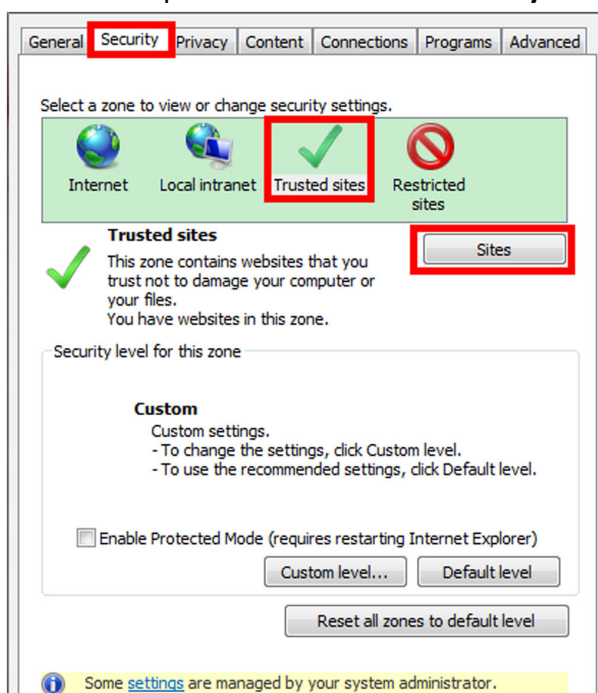 General Security Privacy Content Connections Programs Advanced
Select a zone to view or change security settings.
Internet Local intranet Trusted sites Restricted sites
Trusted sites
Sites
This zone contains websites that you
trust not to damage your computer or
your files.
You have websites in this zone.
Security level for this zone
Custom
Custom settings.
- To change the settings, click Custom level.
- To use the recommended settings, click Default level.
Enable Protected Mode (requires restarting Internet Explorer)
Custom level... Default level
Reset all zones to default level
Some settings are managed by your system administrator.